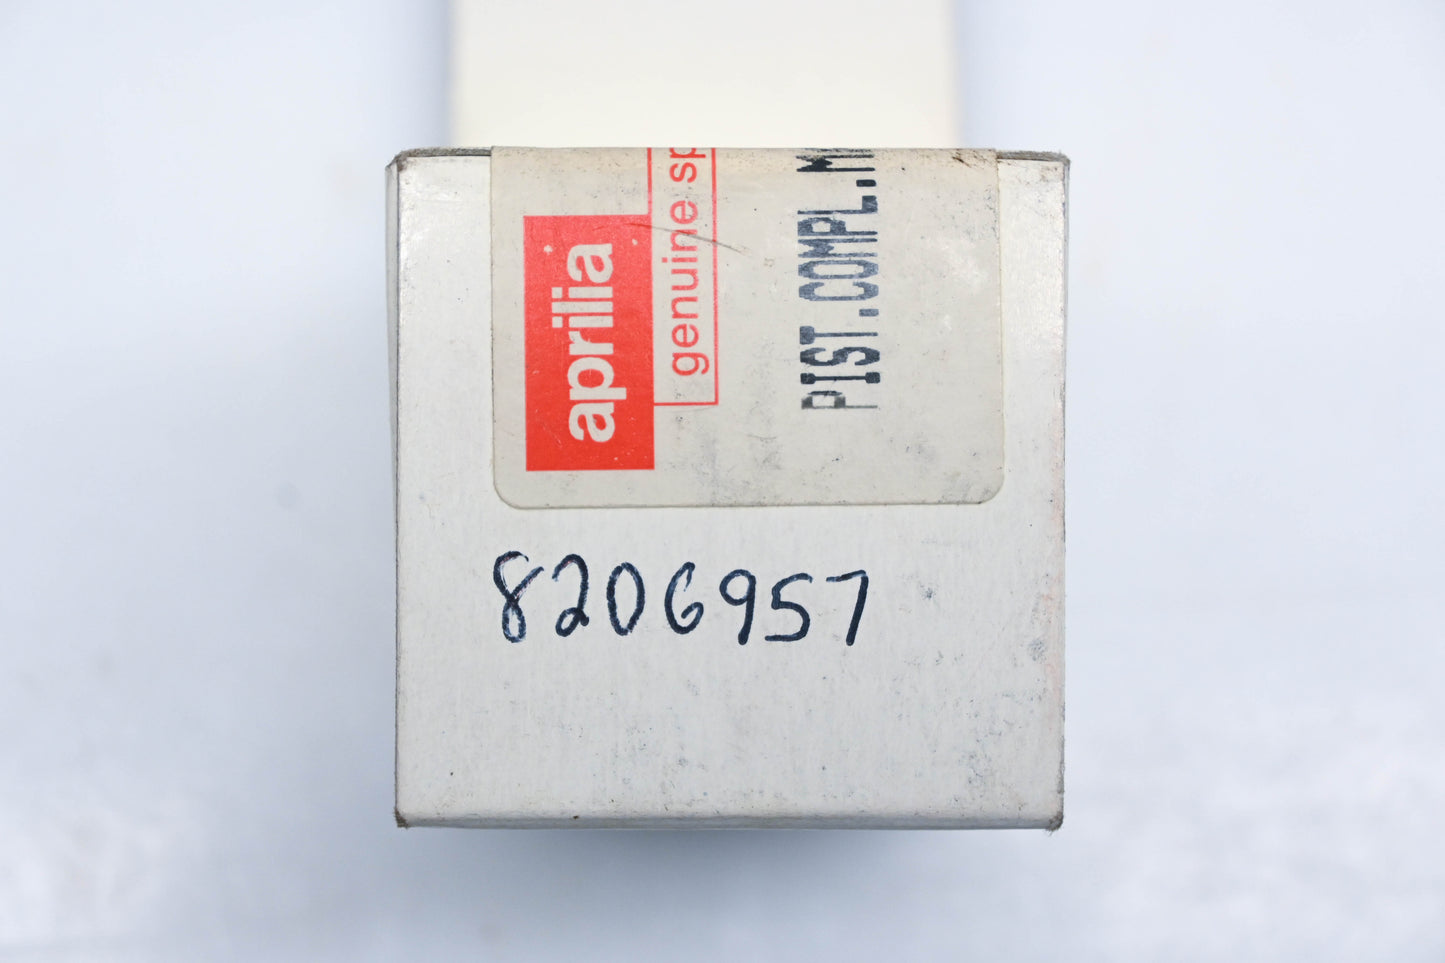 aprilia
genuine sp
PIST.COMPL.M
8206957